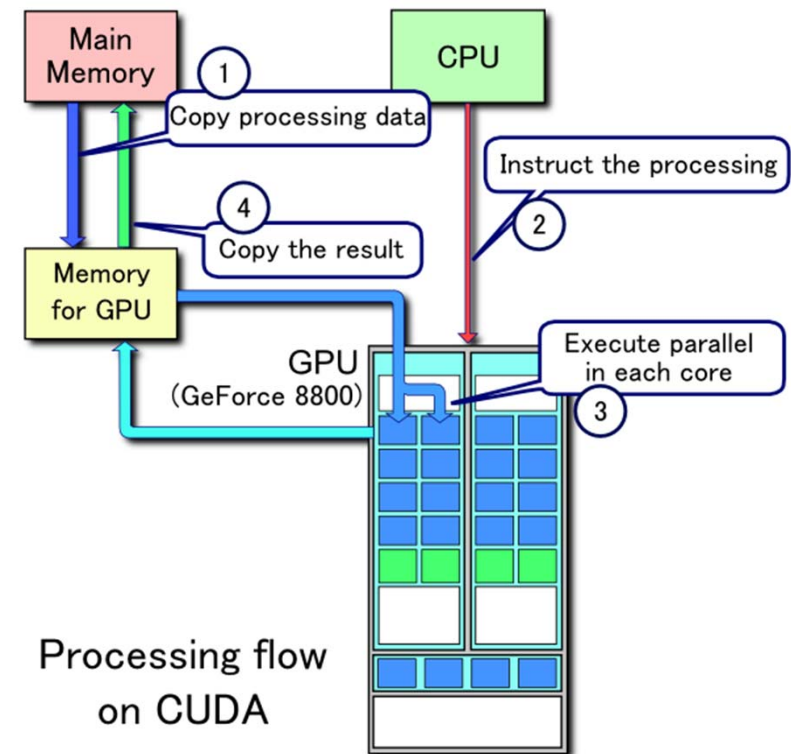 Main
Memory
CPU
1
Copy processing data
Instruct the processing
2
4
Copy the result
Memory
for GPU
GPU
(GeForce 8800)
Execute parallel
in each core
3
Processing flow
on CUDA